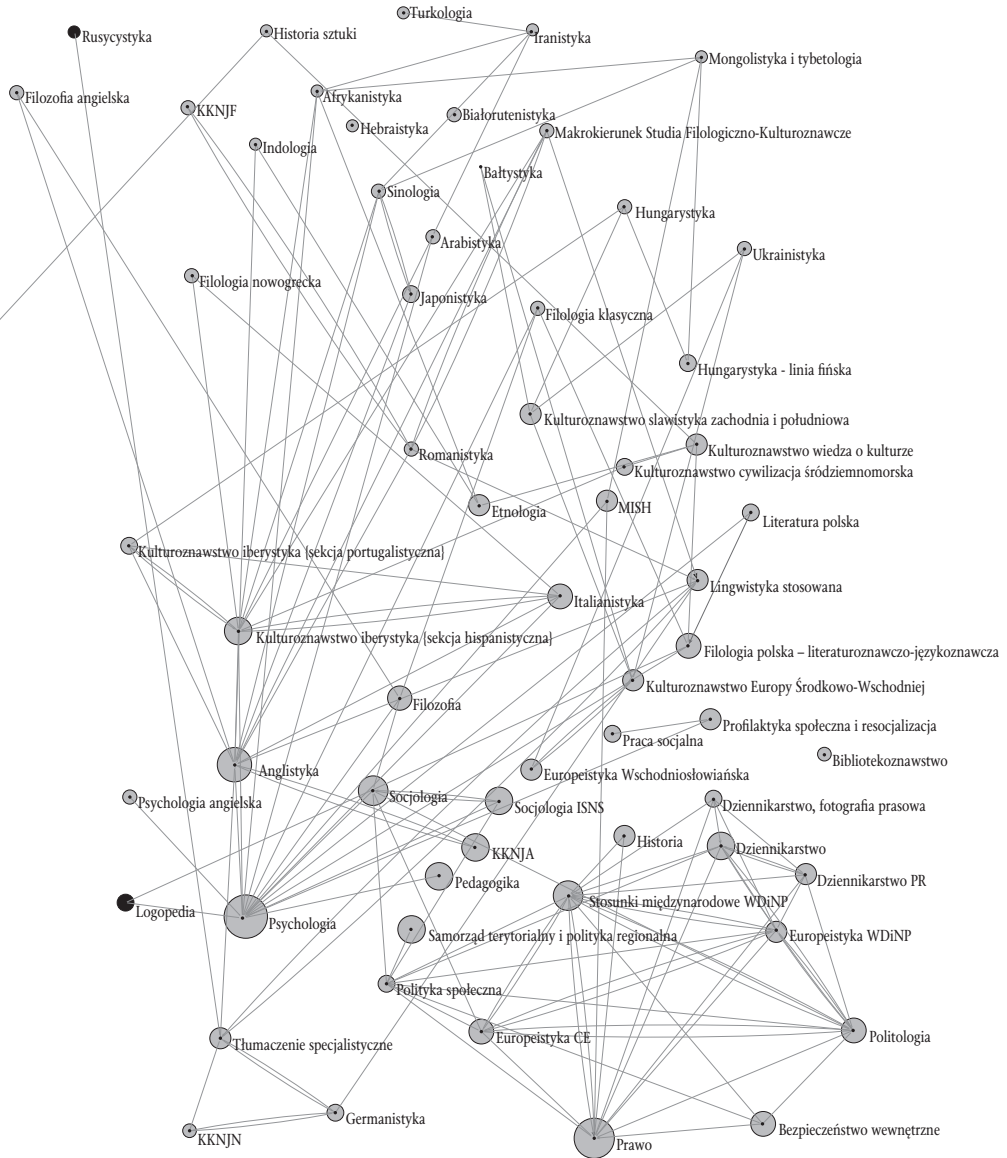 Turkologia
Rusycystyka
Historia sztuki
Iranistyka
Mongolistyka i tybetologia
Filozofia angielska
Afrykanistyka
KKNJF
Białorutenistyka
Hebraistyka
Makrokierunek Studia Filologiczno-Kulturoznawcze
Indologia
Bałtystyka
Sinologia
Hungarystyka
Arabistyka
Ukrainistyka
Filologia nowogrecka
Japonistyka
Filologia klasyczna
Hungarystyka - linia fińska
Kulturoznawstwo slawistyka zachodnia i południowa
Kulturoznawstwo wiedza o kulturze
Romanistyka
Kulturoznawstwo cywilizacja śródziemnomorska
Etnologia
MISH
Literatura polska
Kulturoznawstwo iberystyka {sekcja portugalistyczna}
Lingwistyka stosowana
Italianistyka
Kulturoznawstwo iberystyka {sekcja hispanistyczna}
Filologia polska – literaturoznawczo-językoznawcza
Kulturoznawstwo Europy Środkowo-Wschodniej
Filozofia
Profilaktyka społeczna i resocjalizacja
Praca socjalna
Bibliotekoznawstwo
Anglistyka
Europeistyka Wschodniosłowiańska
Psychologia angielska
Socjologia
Socjologia ISNS
Dziennikarstwo, fotografia prasowa
Historia
Dziennikarstwo
KKNJA
Pedagogika
Dziennikarstwo PR
Stosunki międzynarodowe WDiNP
Logopedia
Psychologia
Samorząd terytorialny i polityka regionalna
Europeistyka WDiNP
Polityka społeczna
Europeistyka CE
Politologia
Tłumaczenie specjalistyczne
Germanistyka
KKNJN
Prawo
Bezpieczeństwo wewnętrzne